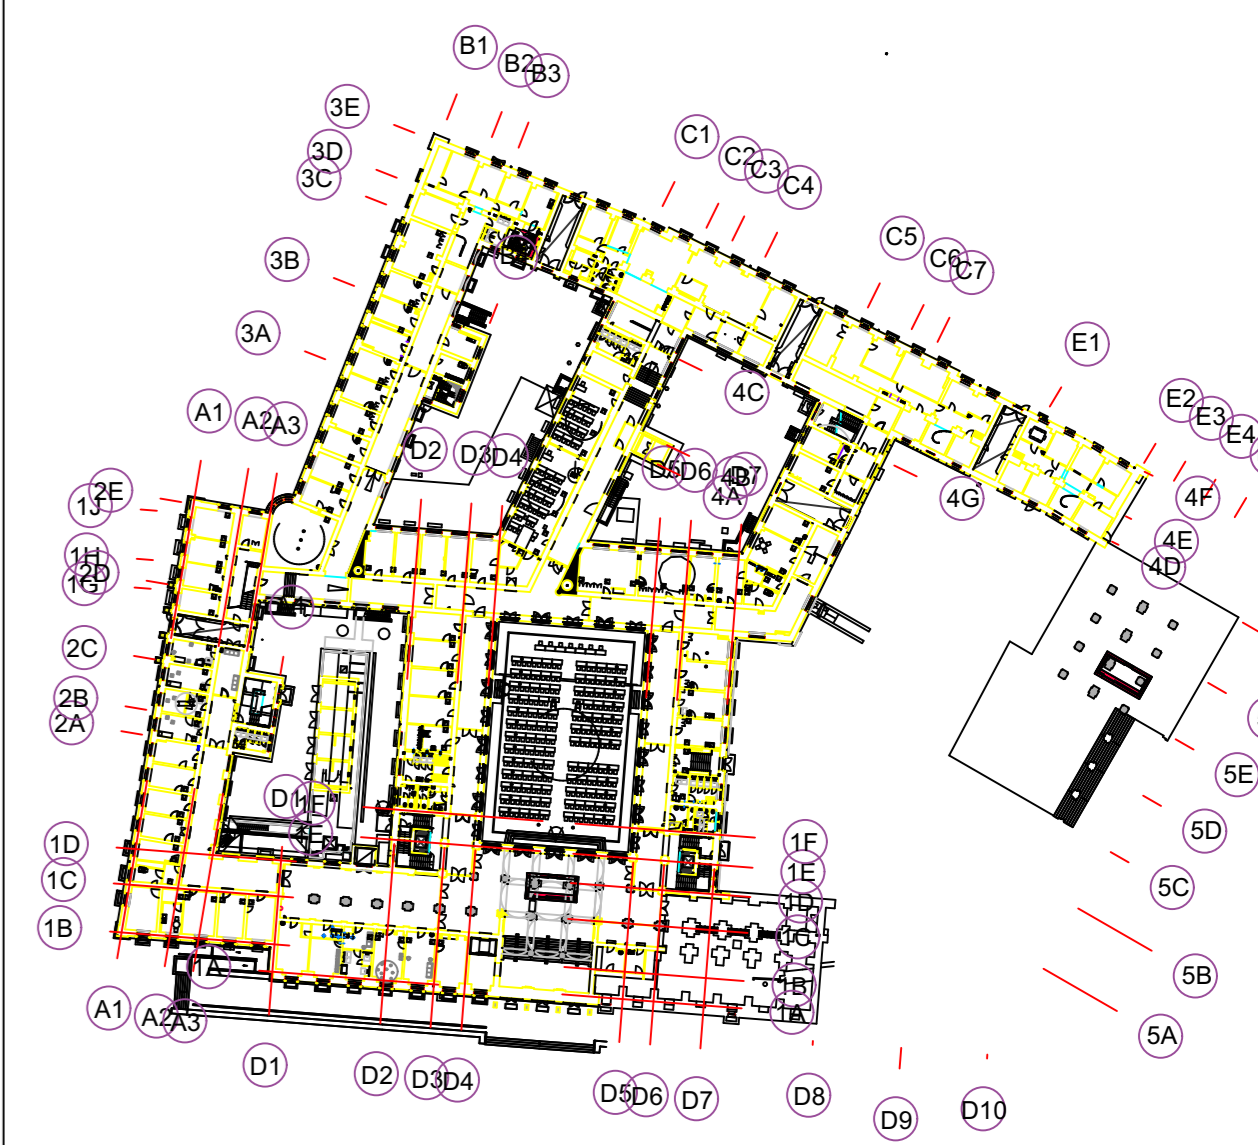 B1
B2
B3
3E
3D
3C
C1
C2
C3
C4
3B
C5
C6
C7
3A
E1
4C
A1
A2
A3
D2
D3
D4
D6
D7
4B
4A
E2
E3
E4
4G
4F
2E
1J
1H
2D
1G
4E
4D
2C
2B
2A
D1
1F
1D
1C
1B
1F
1E
1D
1C
1B
1A
1A
5E
5D
5C
5B
5A
A1
A2
A3
D1
D2
D3
D4
D5
D6
D7
D8
D9
D10